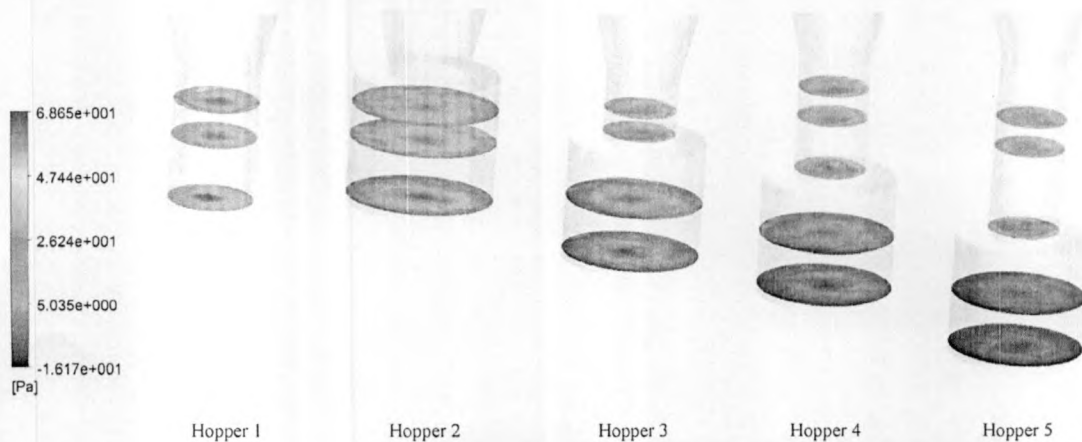 6.865e+001
4.744e+001
2.624e+001
5.035e+000
-1.617e+001
[Pa]
Hopper 1
Hopper 2
Hopper 3
Hopper 4
Hopper 5